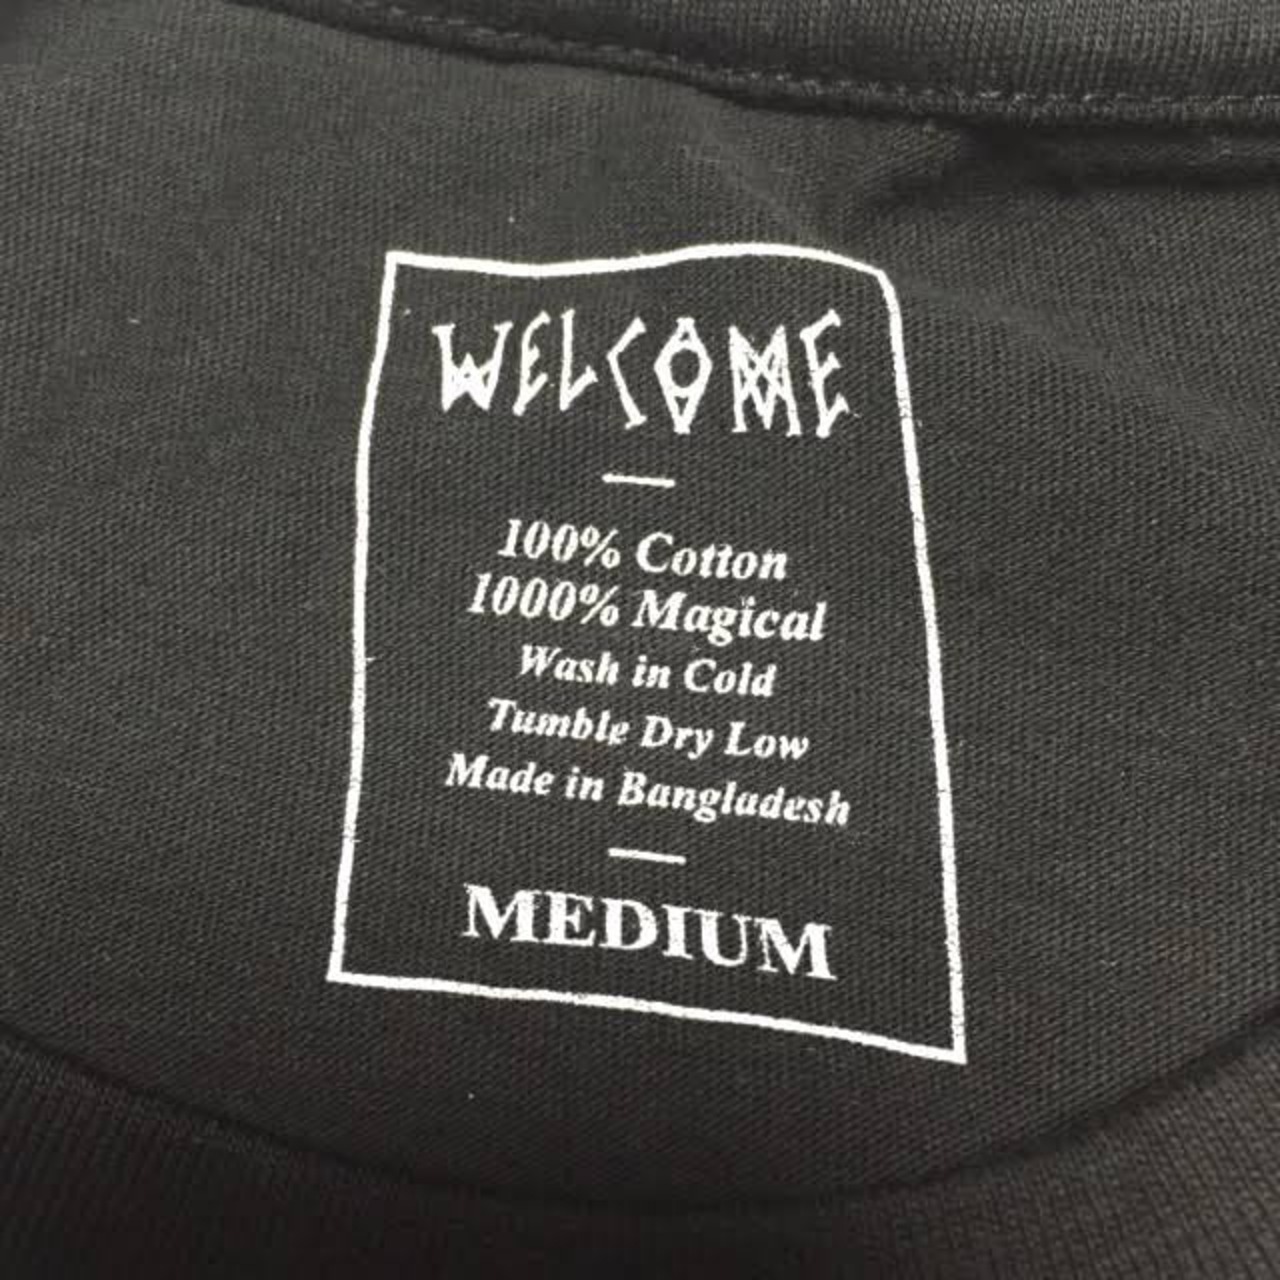 WELCOME
100% Cotton
1000% Magical
Wash in Cold
Tumble Dry Low
Made in Bangladesh
MEDIUM